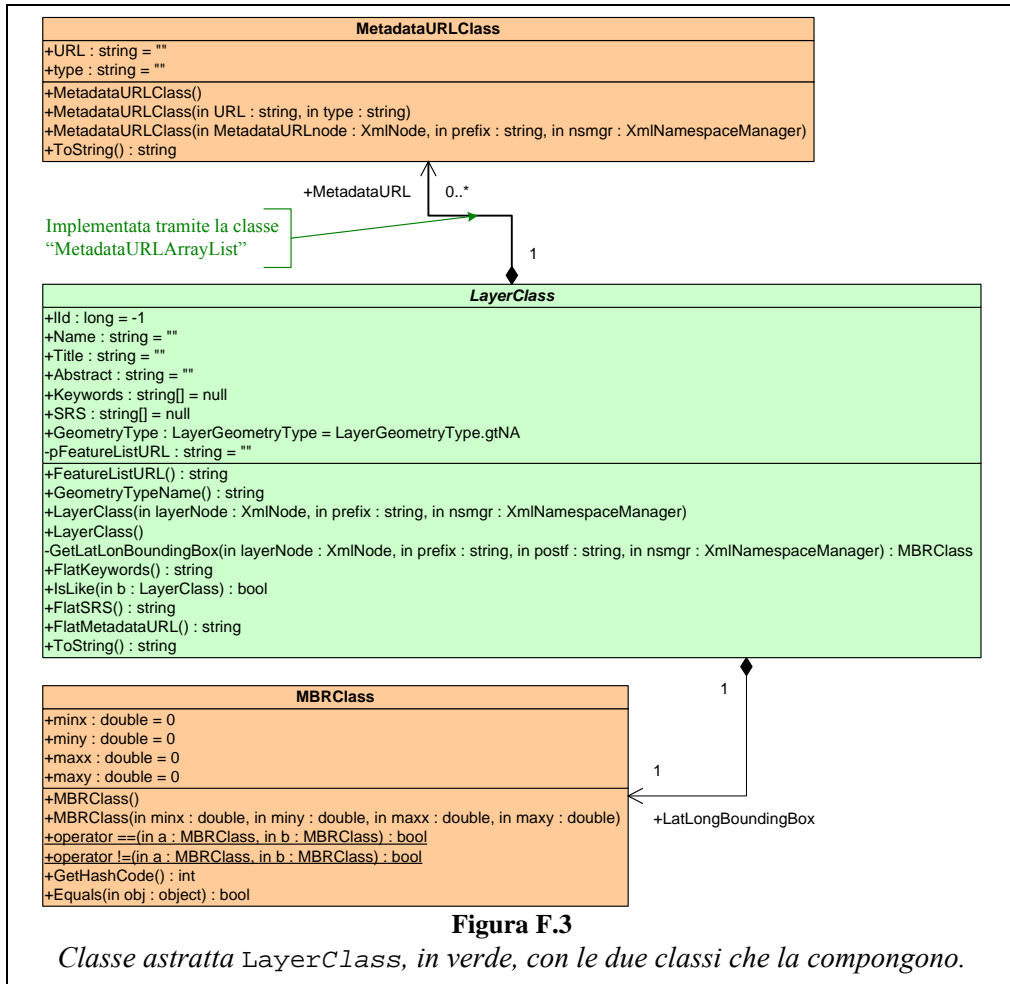 MetadataURLClass
+URL : string = ""
+type : string = ""
+MetadataURLClass()
+MetadataURLClass(in URL : string, in type : string)
+MetadataURLClass(in MetadataURLnode : XmlNode, in prefix : string, in nsmgr : XmlNamespaceManager)
+ToString() : string
+MetadataURL
0..*
Implementata tramite la classe
“MetadataURLArrayList”
1
LayerClass
+lId : long = -1
+Name : string = ""
+Title : string = ""
+Abstract : string = ""
+Keywords : string[] = null
+SRS : string[] = null
+GeometryType : LayerGeometryType = LayerGeometryType.gtNA
-pFeatureListURL : string = ""
+FeatureListURL() : string
+GeometryTypeName() : string
+LayerClass(in layerNode : XmlNode, in prefix : string, in nsmgr : XmlNamespaceManager)
+LayerClass()
-GetLatLonBoundingBox(in layerNode : XmlNode, in prefix : string, in postf : string, in nsmgr : XmlNamespaceManager) : MBRClass
+FlatKeywords() : string
+IsLike(in b : LayerClass) : bool
+FlatSRS() : string
+FlatMetadataURL() : string
+ToString() : string
1
1
+LatLongBoundingBox
MBRClass
+minx : double = 0
+miny : double = 0
+maxx : double = 0
+maxy : double = 0
+MBRClass()
+MBRClass(in minx : double, in miny : double, in maxx : double, in maxy : double)
+operator ==(in a : MBRClass, in b : MBRClass) : bool
+operator !=(in a : MBRClass, in b : MBRClass) : bool
+GetHashCode() : int
+Equals(in obj : object) : bool
Figura F.3
Classe astratta LayerClass, in verde, con le due classi che la compongono.